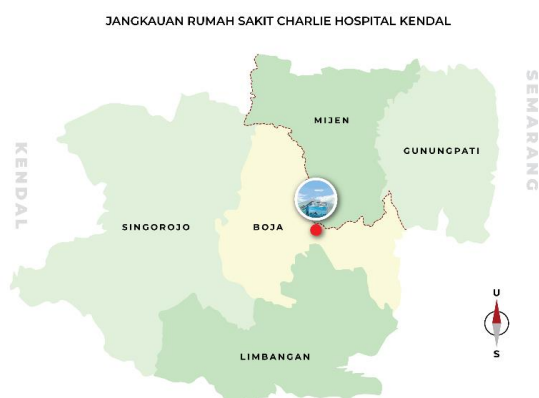 JANGKAUAN RUMAH SAKIT CHARLIE HOSPITAL KENDAL
MIJEN
GUNUNGPATI
SEMARANG
KENDAL
SINGOROJO
BOJA
LIMBANGAN
U
S